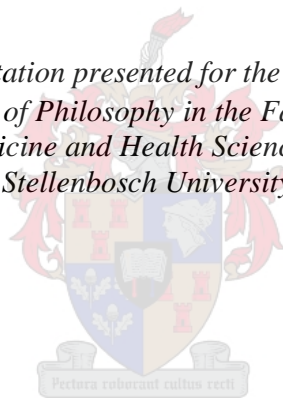 tation presented for the
of Philosophy in the Fa
icine and Health Scienc
Stellenbosch University
Pectora roborant cultus recti